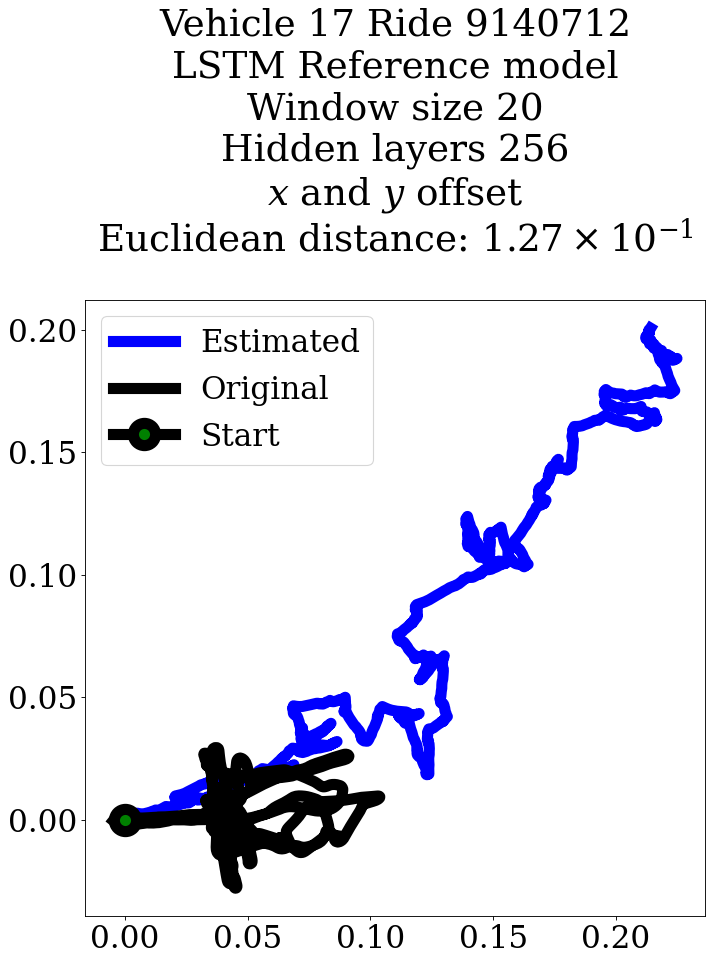 Vehicle 17 Ride 9140712
LSTM Reference model
Window size 20
Hidden layers 256
x and y offset
Euclidean distance: 1.27 × 10⁻¹
Estimated
Original
Start
0.20
0.15
0.10
0.05
0.00
0.00 0.05 0.10 0.15 0.20